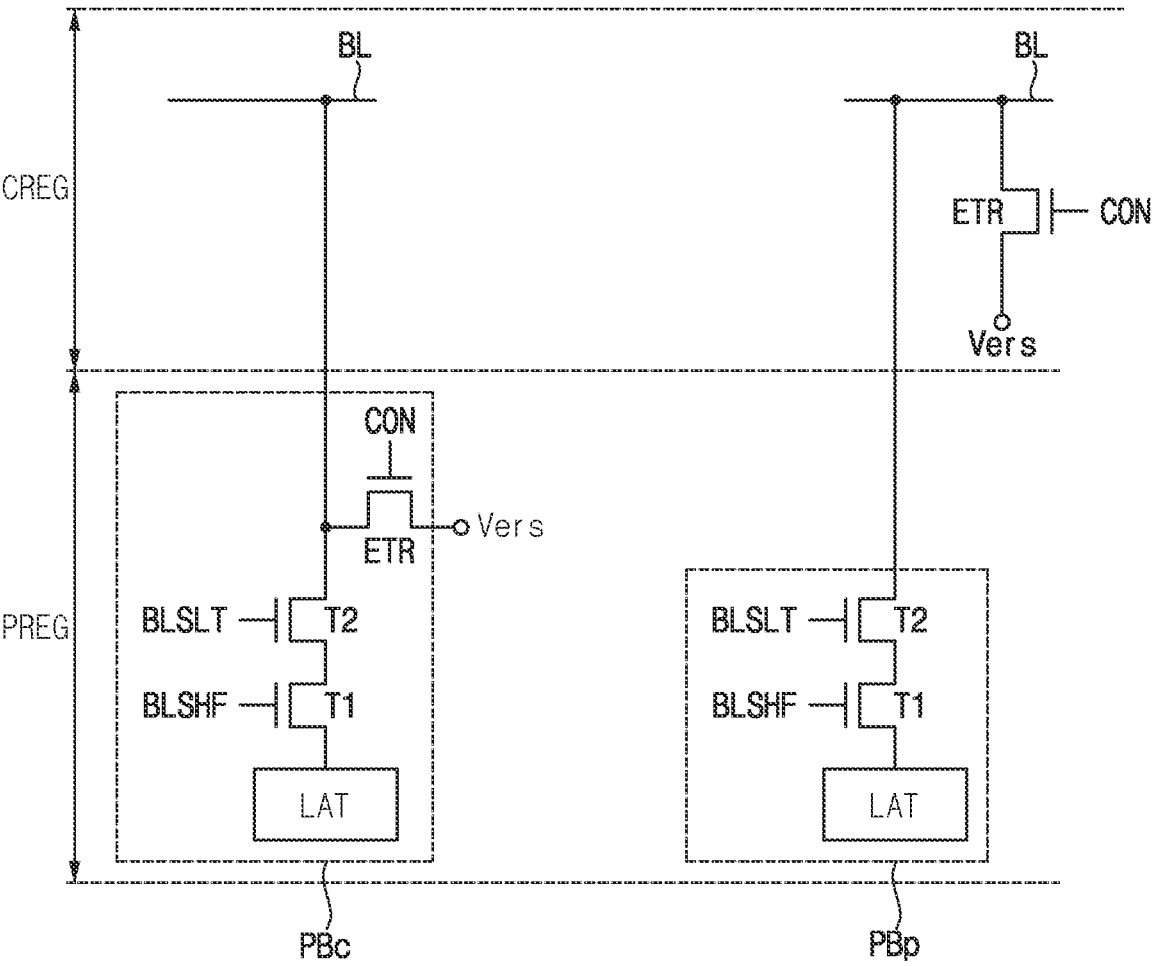 BL
BL
CREG
ETR
CON
Vers
CON
Vers
ETR
PREG
BLSLT
T2
BLSLT
T2
BLSHF
T1
BLSHF
T1
LAT
LAT
PBc
PBp